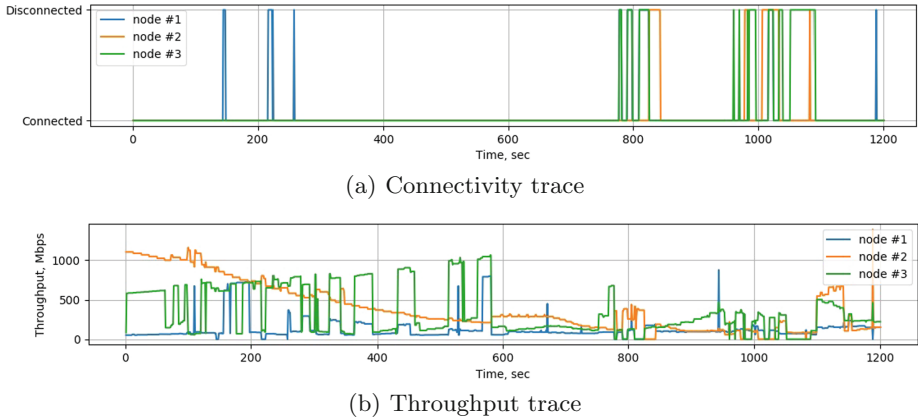 Disconnected
node #1
node #2
node #3
Connected
0 200 400 600 800 1000 1200
Time, sec
(a) Connectivity trace
Throughput, Mbps
1000
500
0
node #1
node #2
node #3
0 200 400 600 800 1000 1200
Time, sec
(b) Throughput trace